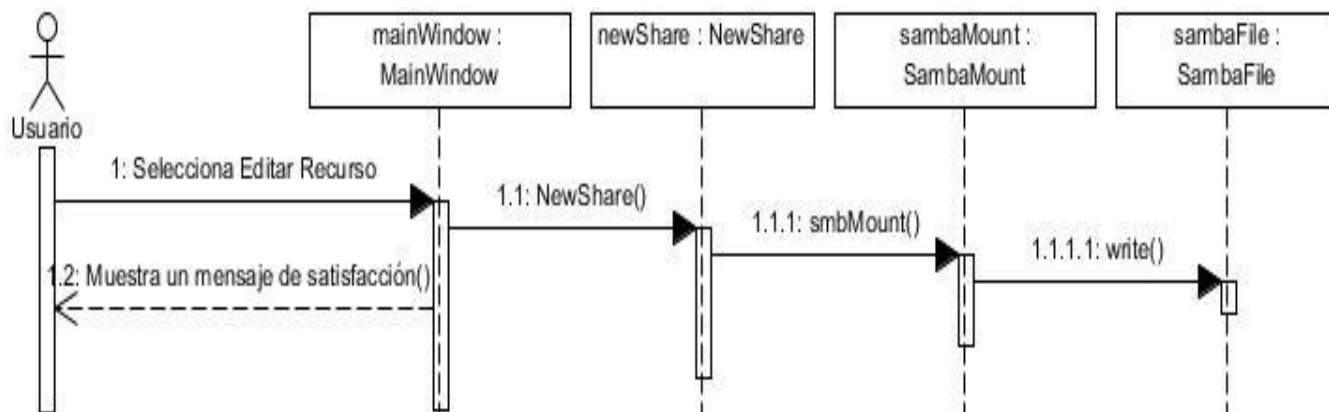 mainWindow :
MainWindow
newShare : NewShare
sambaMount :
SambaMount
sambaFile :
SambaFile
Usuario
1: Selecciona Editar Recurso
1.1: NewShare()
1.1.1: smbMount()
1.1.1.1: write()
1.2: Muestra un mensaje de satisfacción()